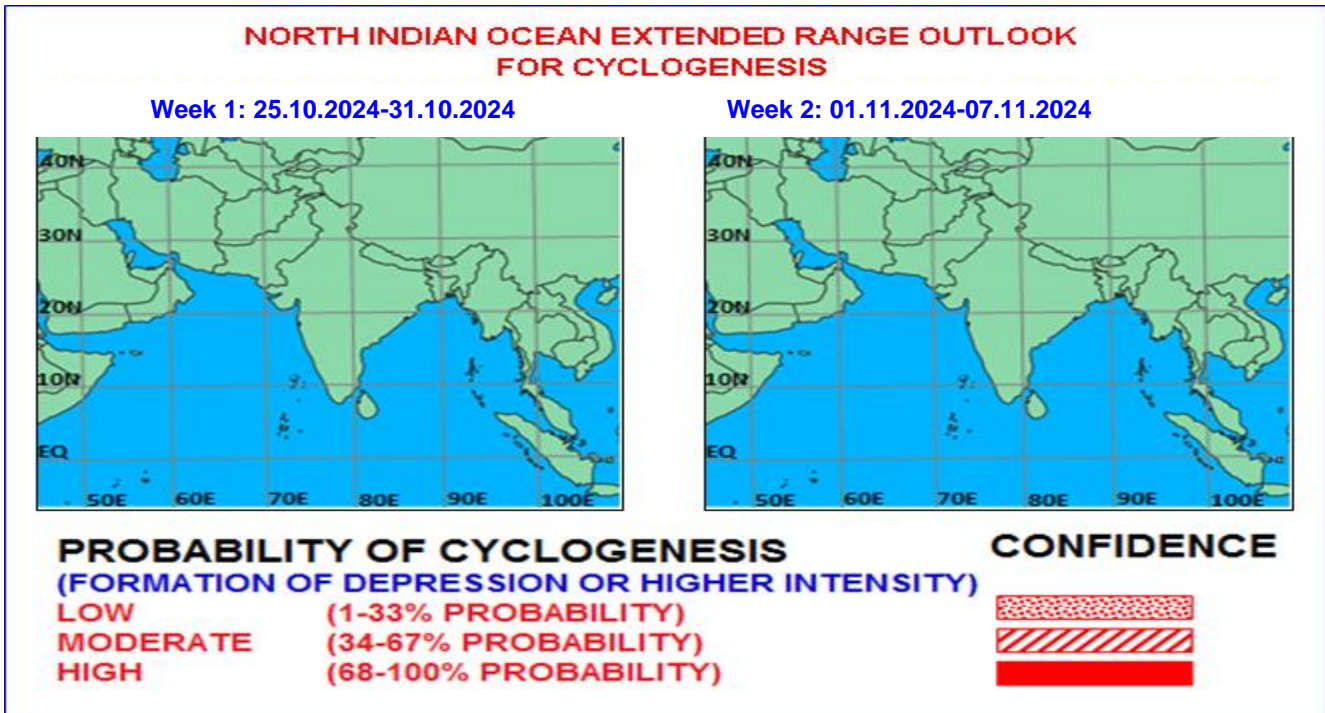 NORTH INDIAN OCEAN EXTENDED RANGE OUTLOOK
FOR CYCLOGENESIS
Week 1: 25.10.2024-31.10.2024
Week 2: 01.11.2024-07.11.2024
40N
30N
20N
10N
EQ
50E 60E 70E 80E 90E 100E
40N
30N
20N
10N
EQ
50E 60E 70E 80E 90E 100E
PROBABILITY OF CYCLOGENESIS
(FORMATION OF DEPRESSION OR HIGHER INTENSITY)
LOW (1-33% PROBABILITY)
MODERATE (34-67% PROBABILITY)
HIGH (68-100% PROBABILITY)
CONFIDENCE